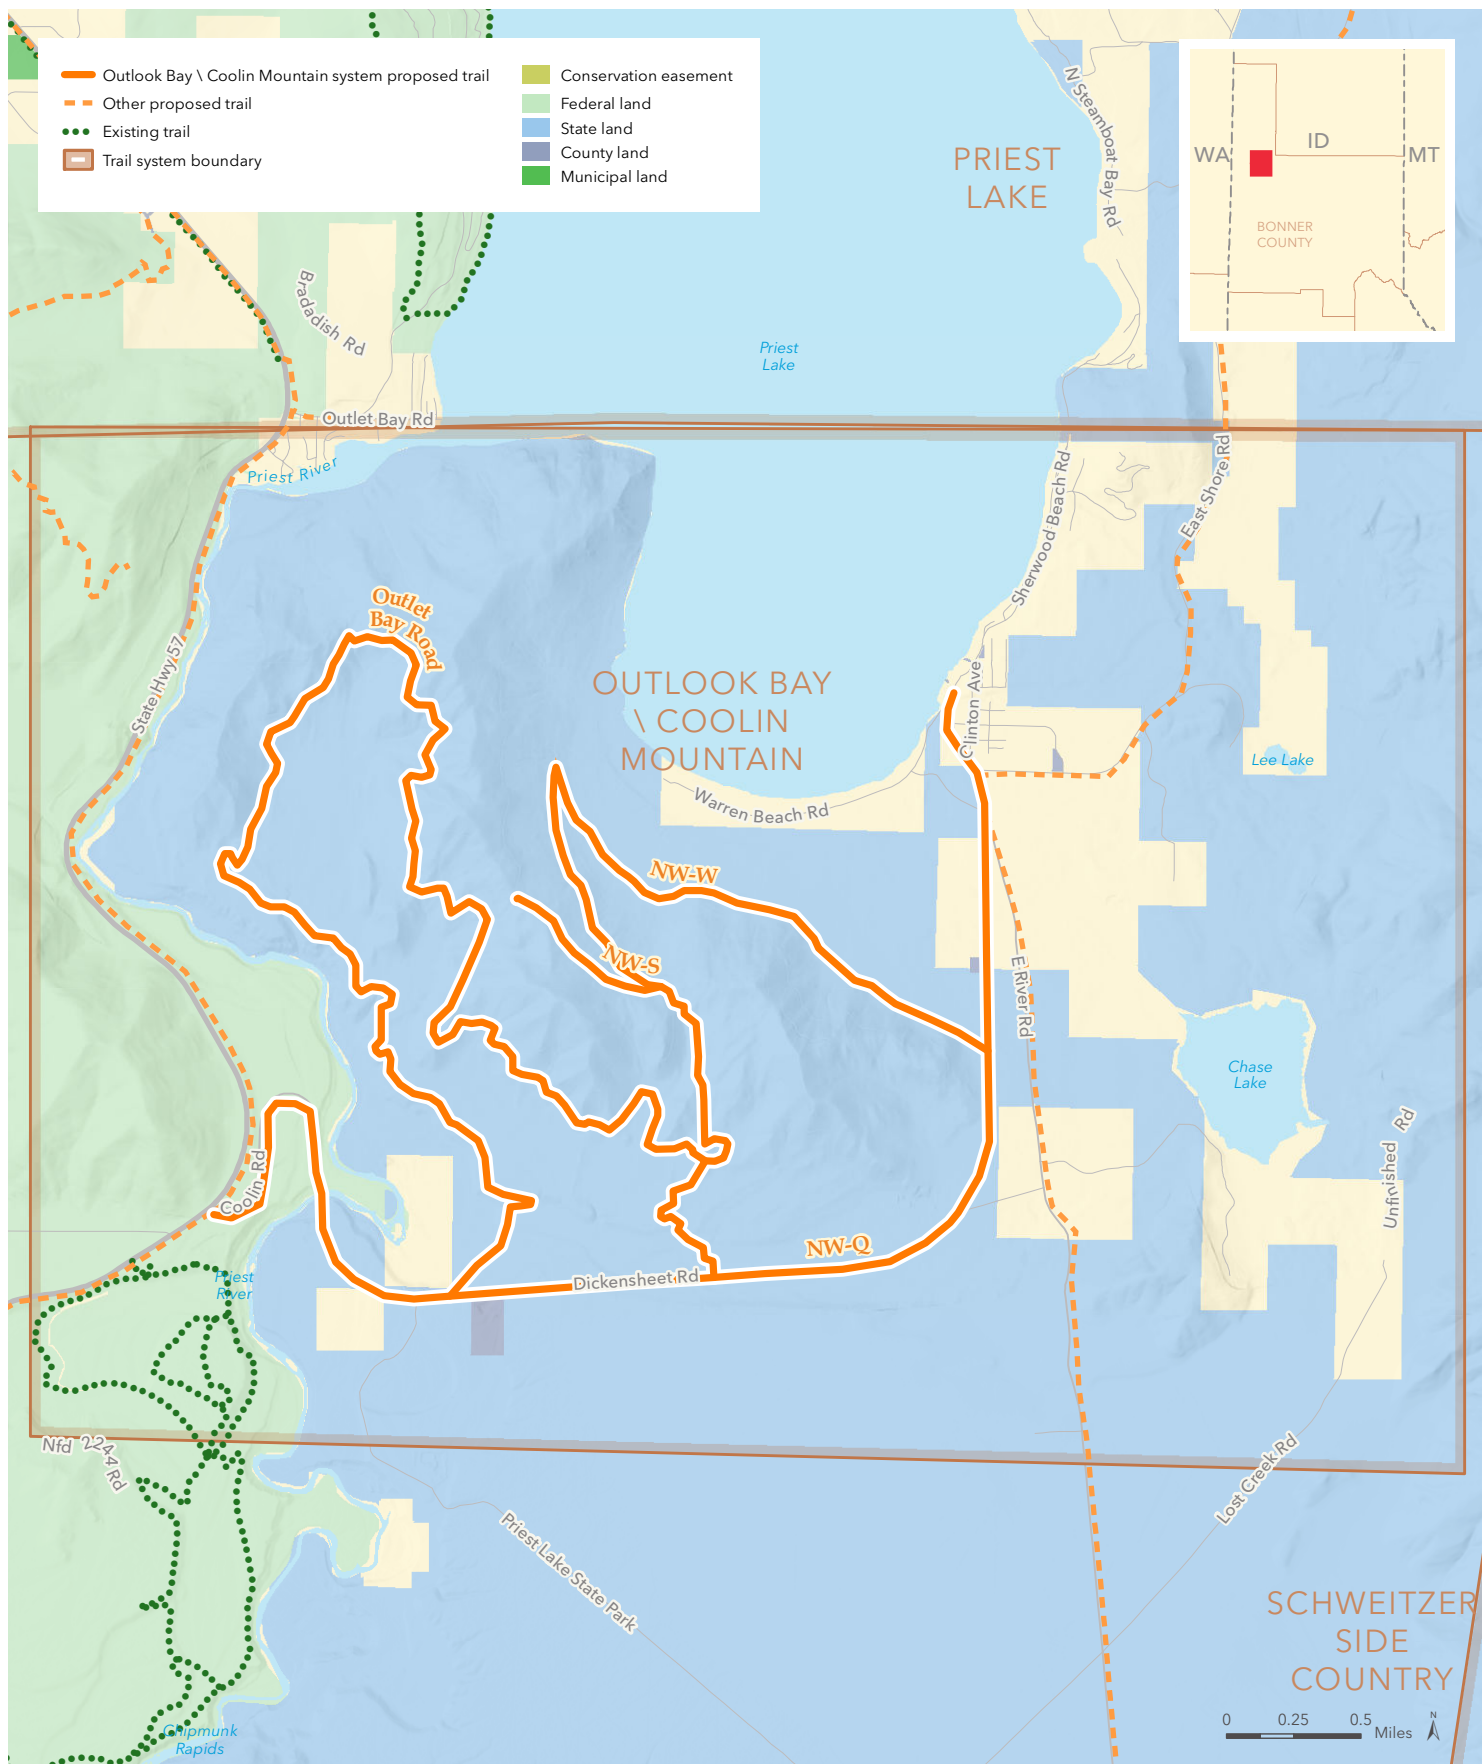 Outlook Bay \ Coolin Mountain system proposed trail
Other proposed trail
Existing trail
Trail system boundary
Conservation easement
Federal land
State land
County land
Municipal land
PRIEST
LAKE
N Steamboat Bay Rd
WA
ID
MT
BONNER
COUNTY
Bradadish Rd
Priest
Lake
Outlet Bay Rd
Priest River
Sherwood Beach Rd
East Shore Rd
Outlet
Bay Road
State Hwy 57
OUTLOOK BAY
\ COOLIN
MOUNTAIN
Clinton Ave
Lee Lake
Warren Beach Rd
NW-W
NW-S
E River Rd
Chase
Lake
Unfinished Rd
Coolin Rd
NW-Q
Dickensheet Rd
Priest
River
Nfd 2244 Rd
Lost Creek Rd
Priest Lake State Park
SCHWEITZER
SIDE
COUNTRY
Chipmunk
Rapids
0 0.25 0.5
Miles
N